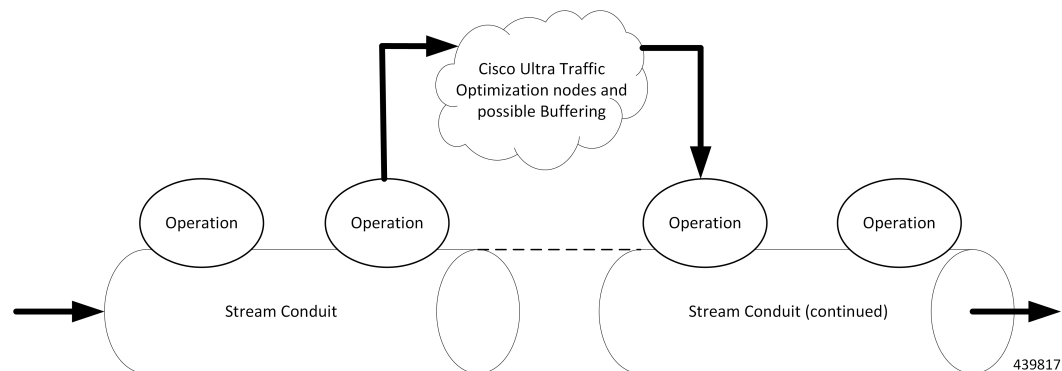 Cisco Ultra Traffic
Optimization nodes and
possible Buffering
Operation
Operation
Operation
Operation
Stream Conduit
Stream Conduit (continued)
439817